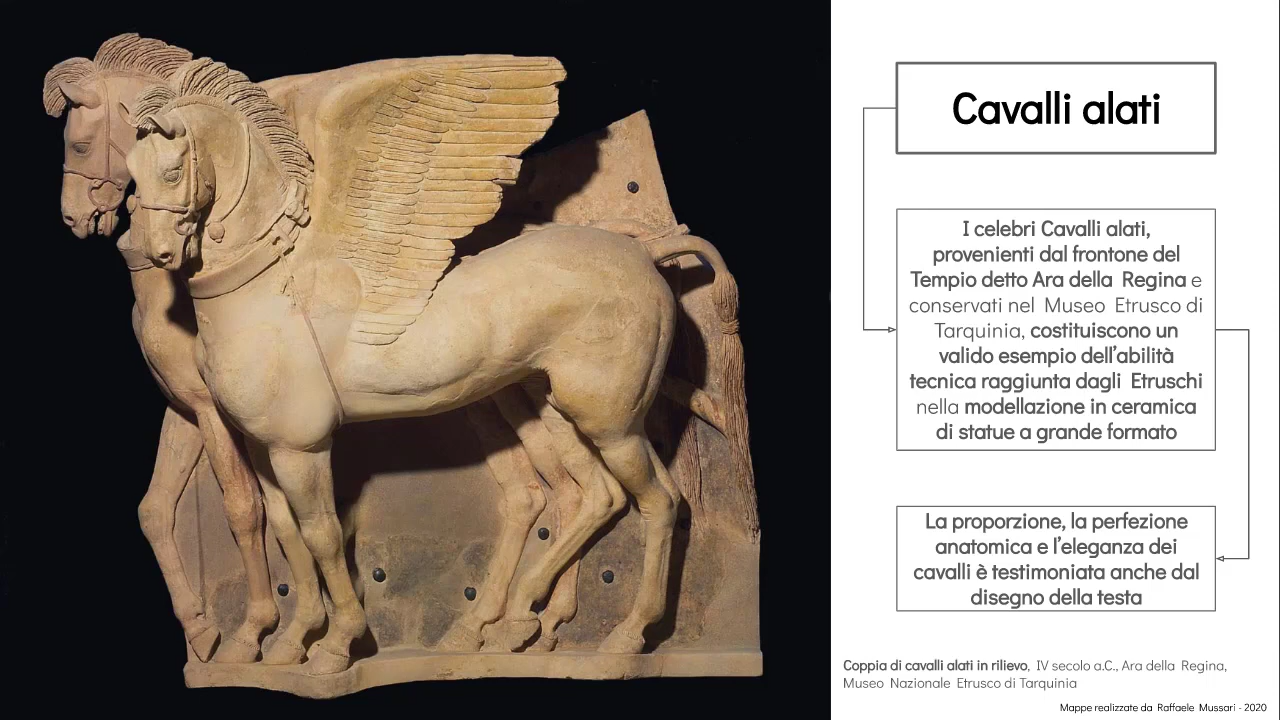 Cavalli alati
I celebri Cavalli alati,
provenienti dal frontone del
Tempio detto Ara della Regina e
conservati nel Museo Etrusco di
Tarquinia, costituiscono un
valido esempio dell'abilità
tecnica raggiunta dagli Etruschi
nella modellazione in ceramica
di statue a grande formato
La proporzione, la perfezione
anatomica e l'eleganza dei
cavalli è testimoniata anche dal
disegno della testa
Coppia di cavalli alati in rilievo, IV secolo a.C., Ara della Regina,
Museo Nazionale Etrusco di Tarquinia
Mappe realizzate da Raffaele Mussari - 2020